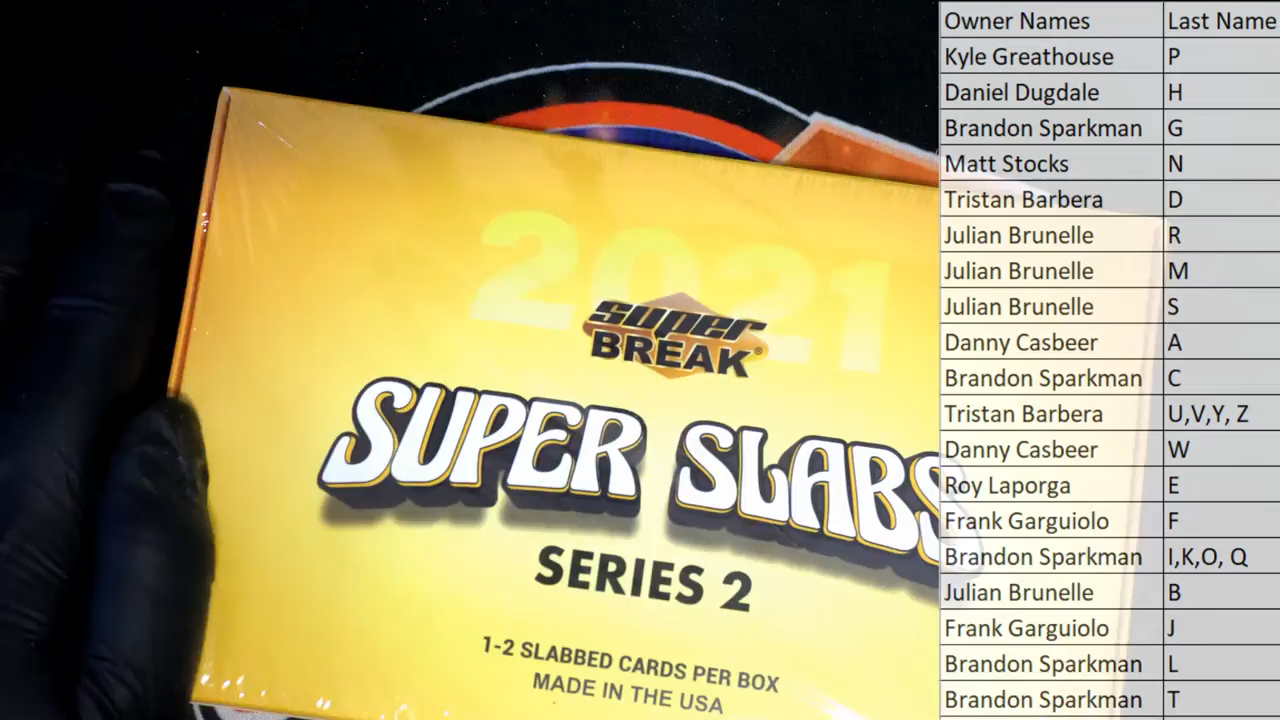 2021
super
BREAK
SUPER SLABS
SERIES 2
1-2 SLABBED CARDS PER BOX
MADE IN THE USA
Owner Names Last Name
Kyle Greathouse P
Daniel Dugdale H
Brandon Sparkman G
Matt Stocks N
Tristan Barbera D
Julian Brunelle R
Julian Brunelle M
Julian Brunelle S
Danny Casbeer A
Brandon Sparkman C
Tristan Barbera U,V,Y, Z
Danny Casbeer W
Roy Laporga E
Frank Garguiolo F
Brandon Sparkman I,K,O, Q
Julian Brunelle B
Frank Garguiolo J
Brandon Sparkman L
Brandon Sparkman T